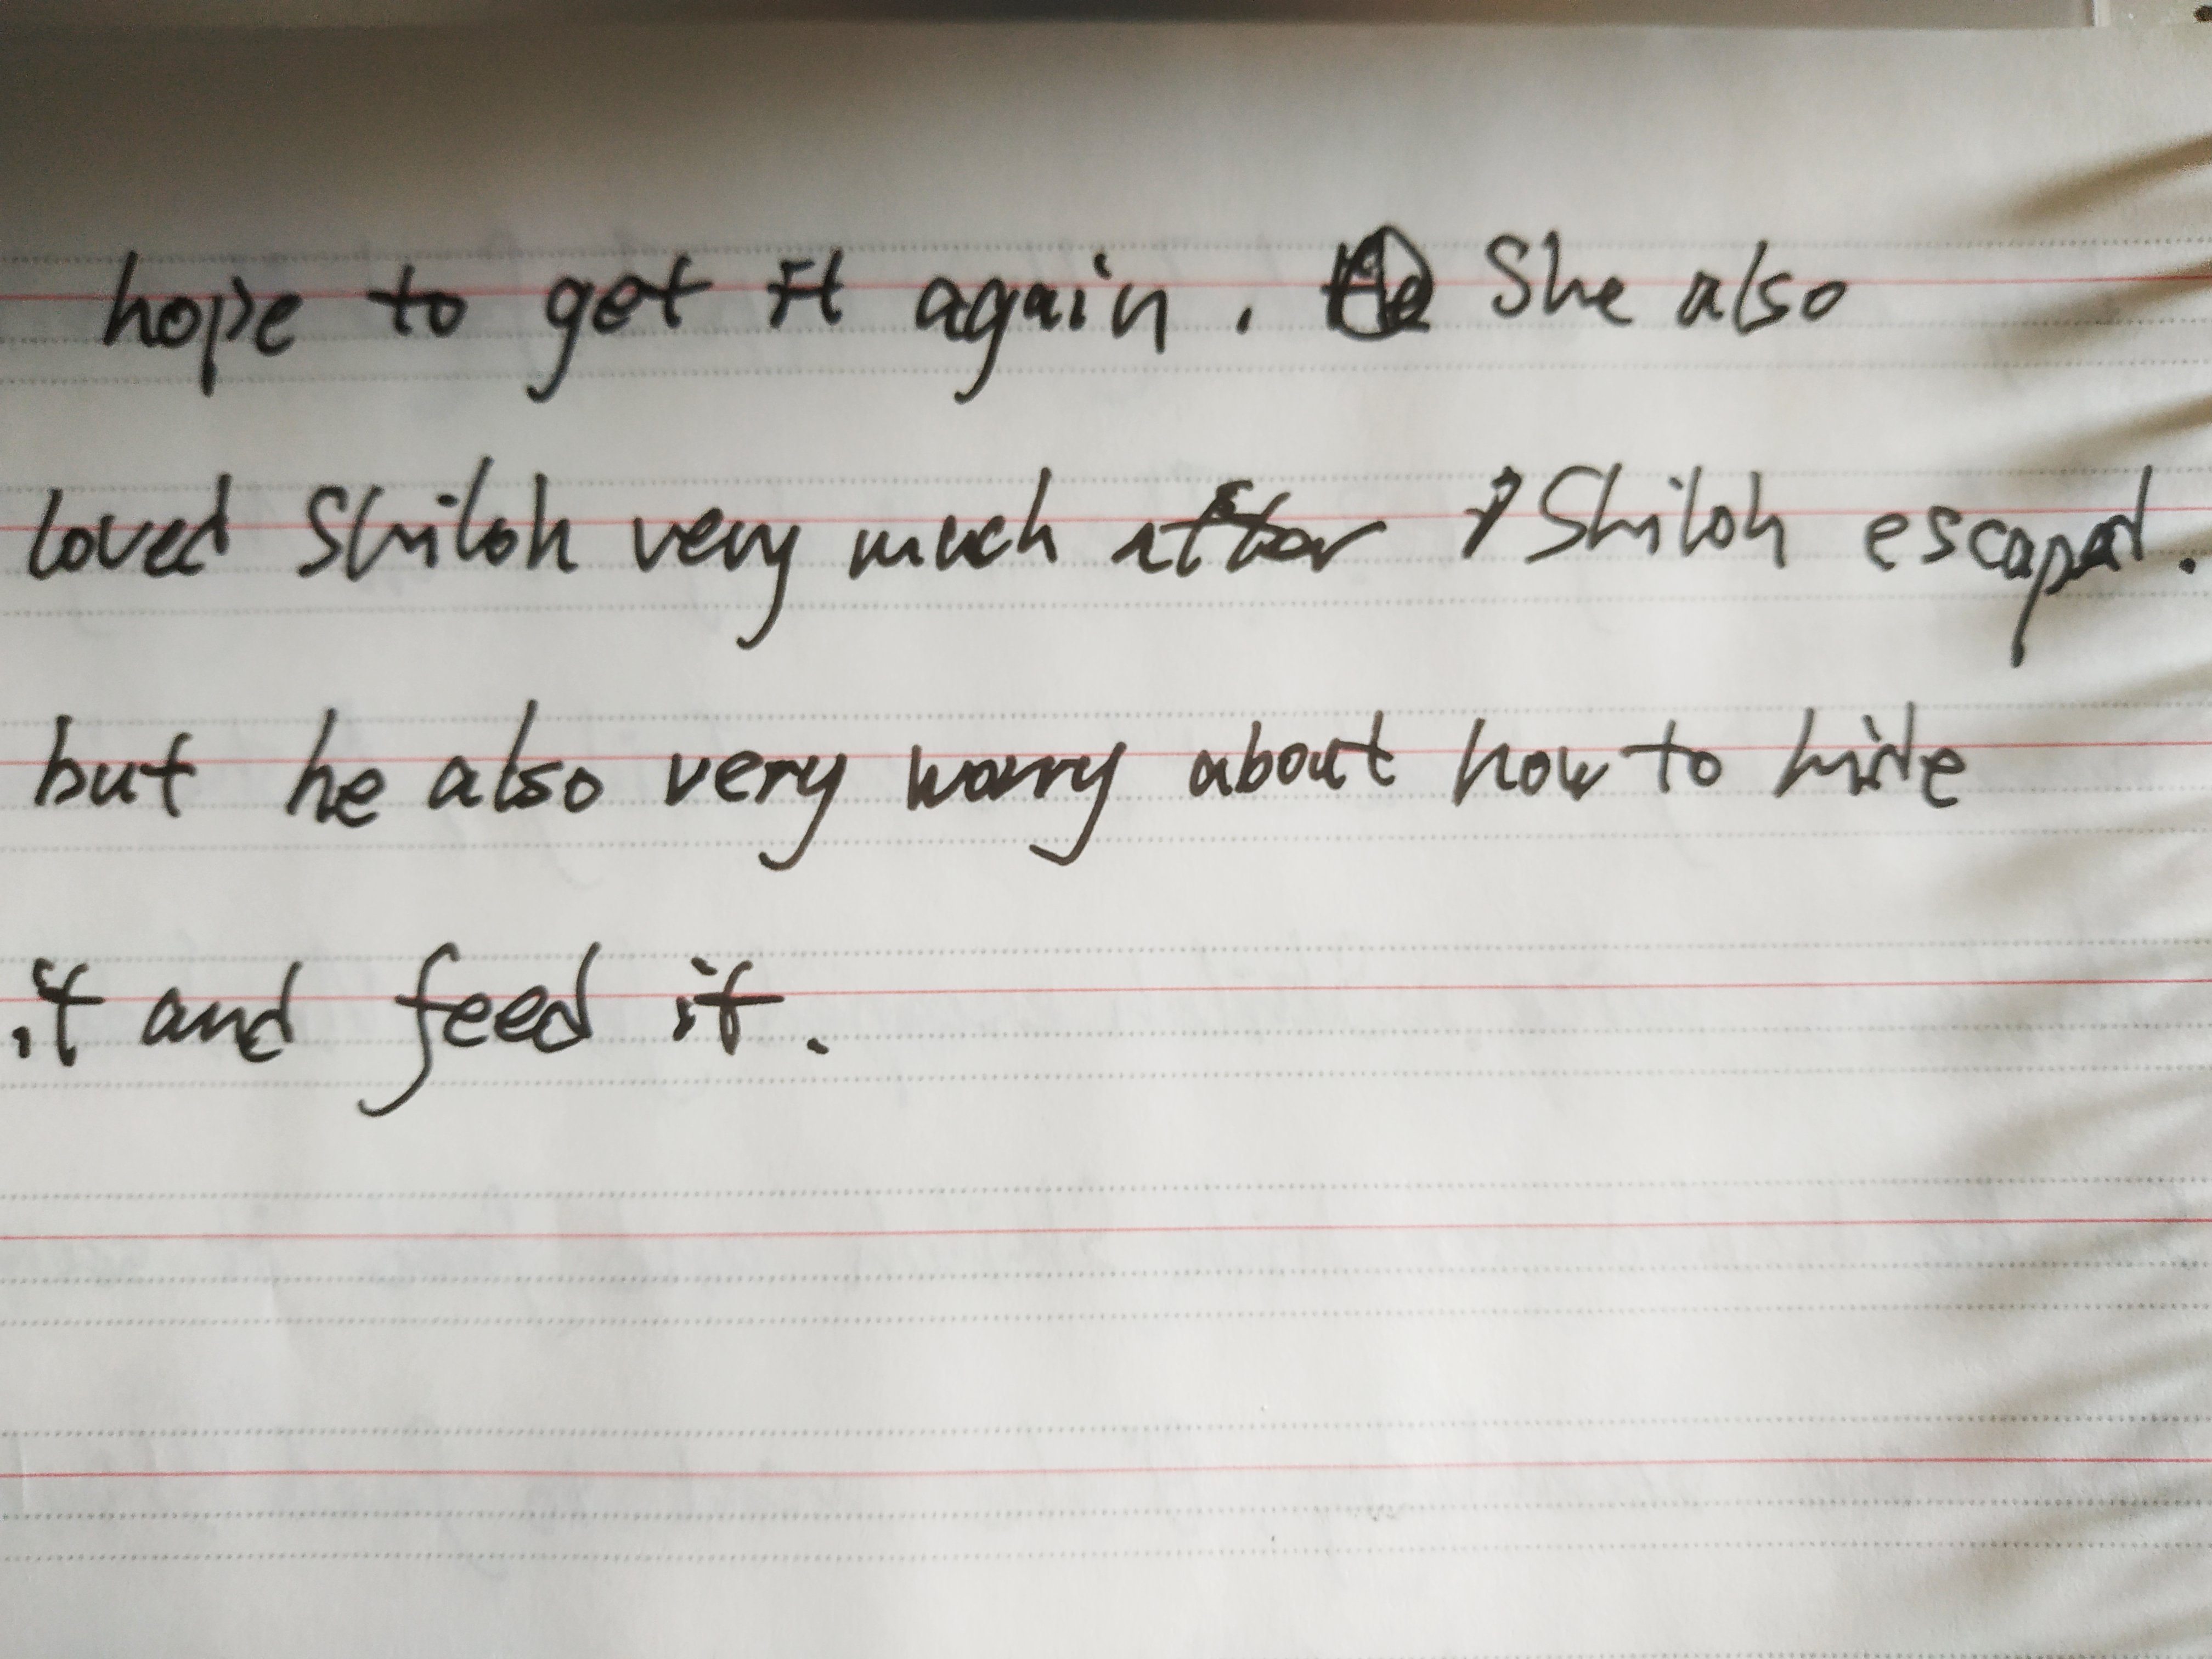 hope to get it again. She also
loved Shiloh very much after Shiloh escaped.
but he also very worry about how to hide
it and feed it.